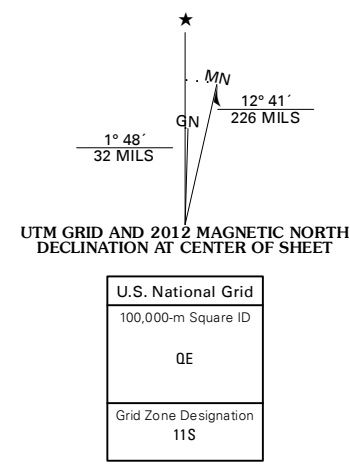 ★
MN
GN
12° 41´
226 MILS
1° 48´
32 MILS
UTM GRID AND 2012 MAGNETIC NORTH
DECLINATION AT CENTER OF SHEET
U.S. National Grid
100,000-m Square ID
QE
Grid Zone Designation
11S